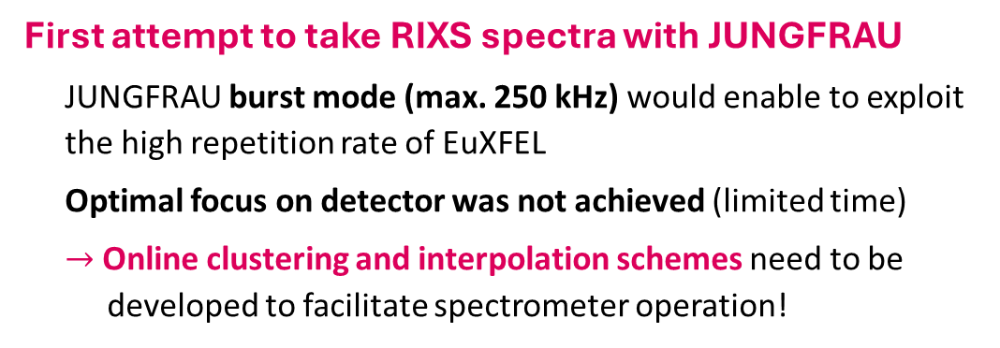 First attempt to take RIXS spectra with JUNGFRAU
JUNGFRAU burst mode (max. 250 kHz) would enable to exploit
the high repetition rate of EuXFEL
Optimal focus on detector was not achieved (limited time)
→ Online clustering and interpolation schemes need to be
developed to facilitate spectrometer operation!